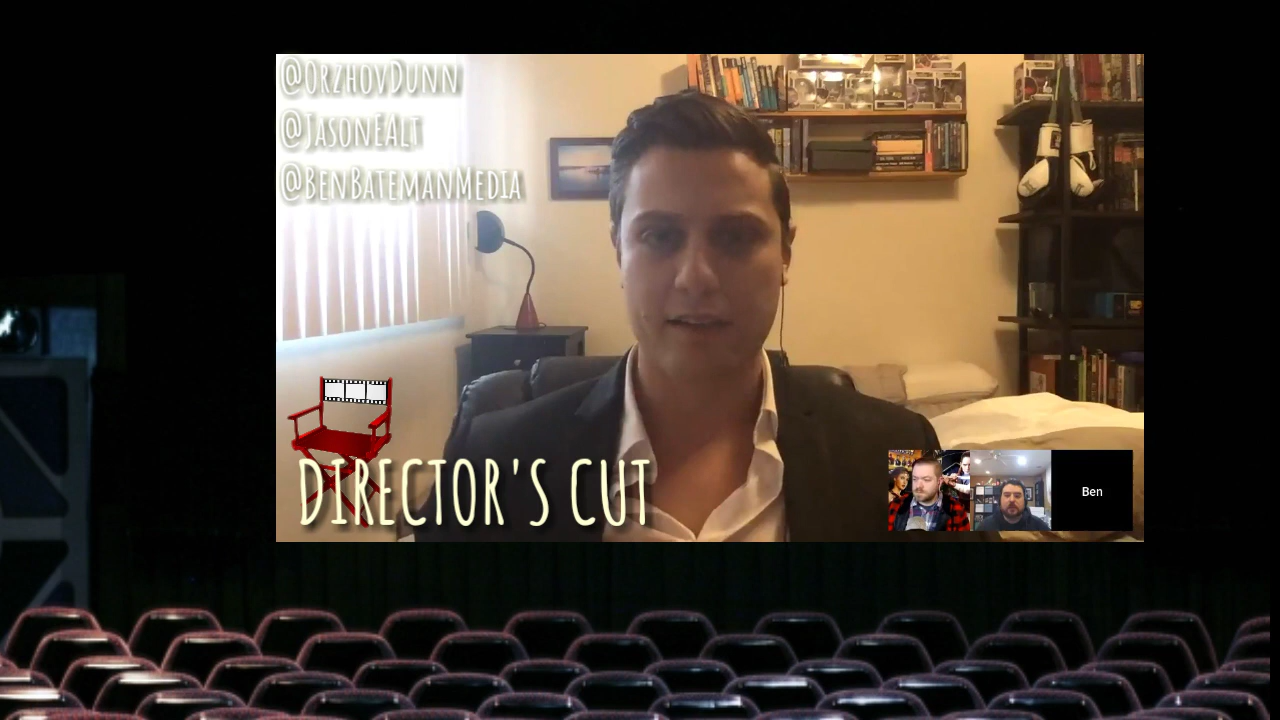 @OrzhovDunn
@JasonEAlt
@BenBatemanMedia
DIRECTOR'S CUT
Ben